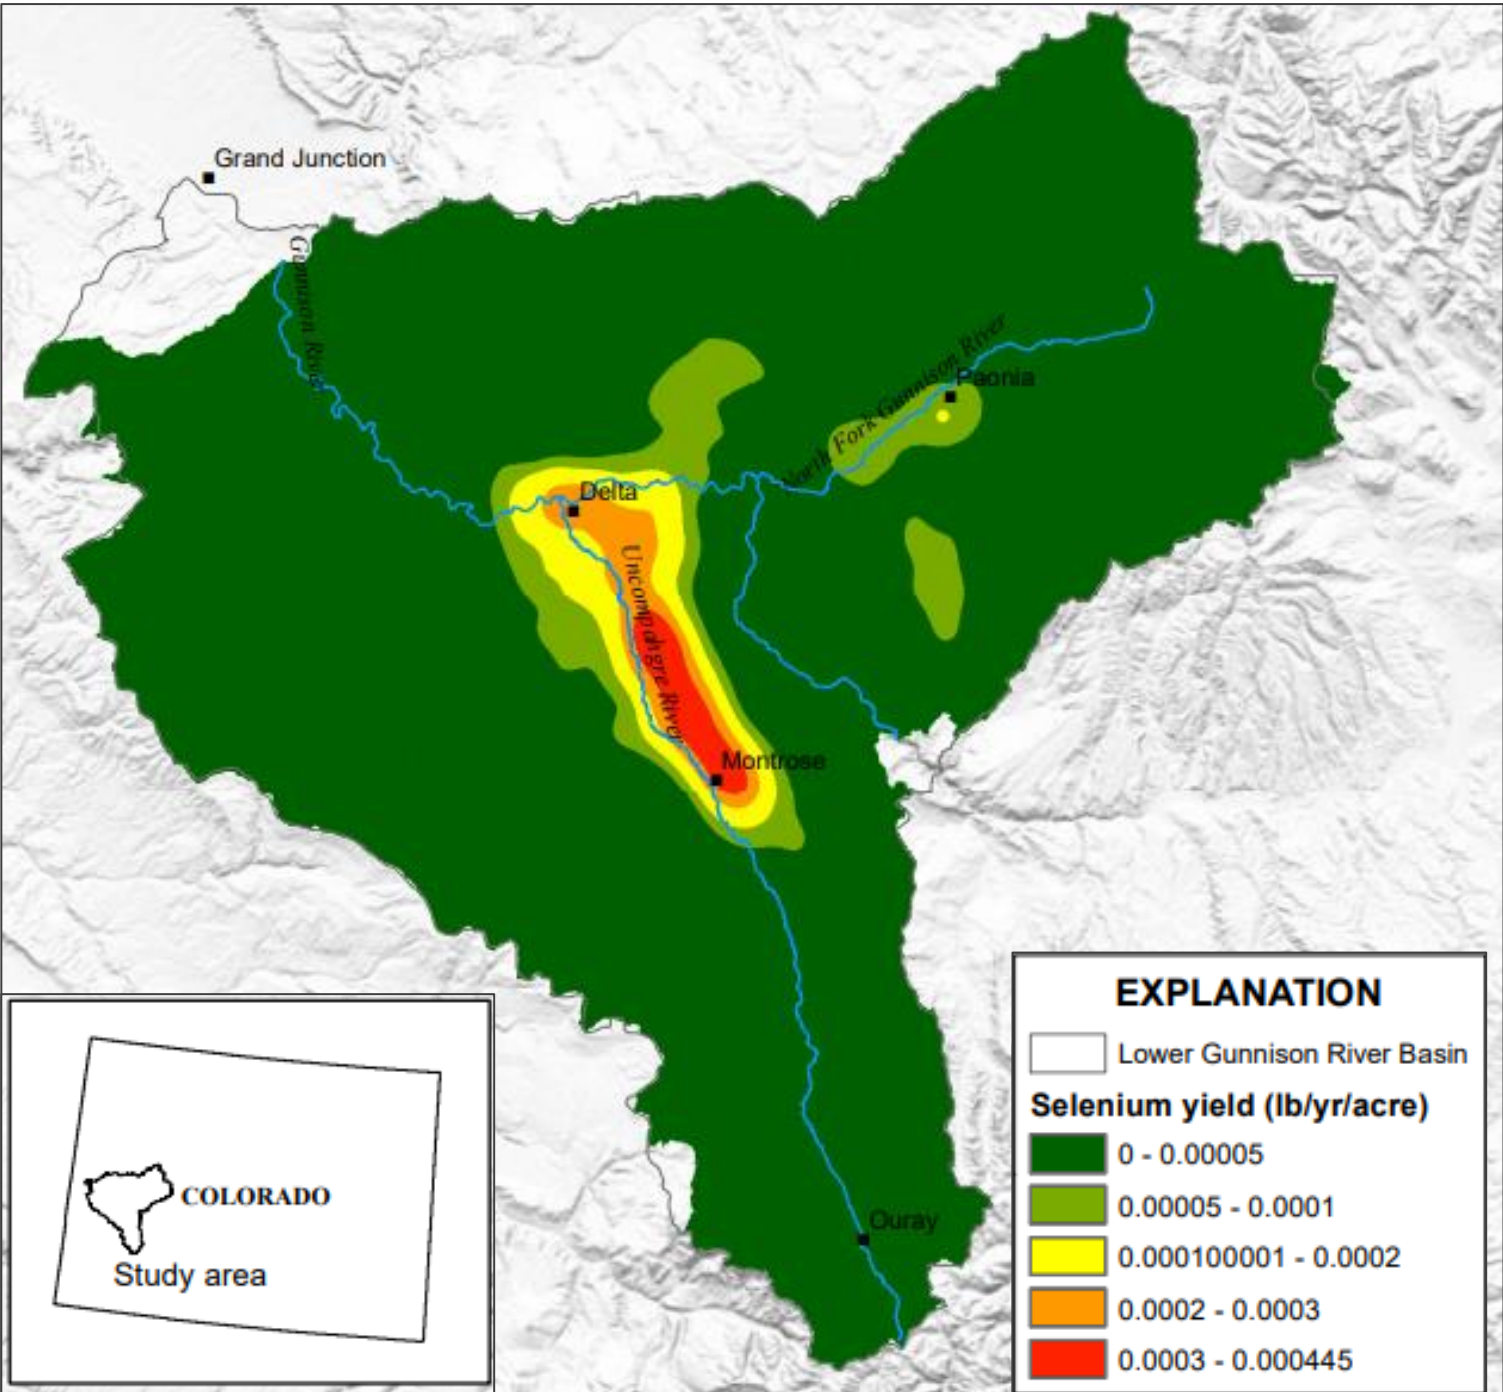 Grand Junction
Gunnison River
North Fork Gunnison River
Paonia
Delta
Uncompahgre River
Montrose
Ouray
COLORADO
Study area
EXPLANATION
Lower Gunnison River Basin
Selenium yield (lb/yr/acre)
0 - 0.00005
0.00005 - 0.0001
0.000100001 - 0.0002
0.0002 - 0.0003
0.0003 - 0.000445